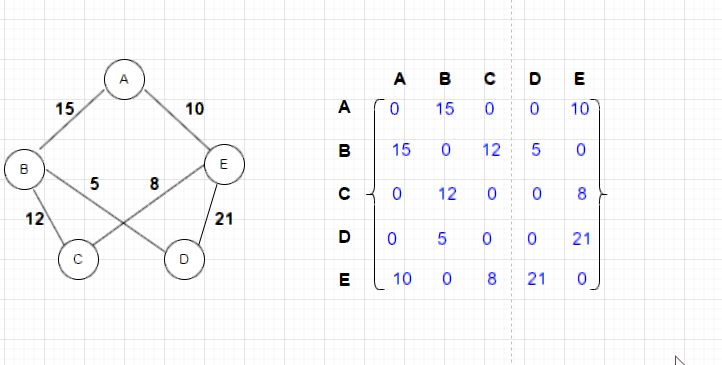 A
15 10
B E
5 8
12 21
C D
A B C D E
A 0 15 0 0 10
B 15 0 12 5 0
C 0 12 0 0 8
D 0 5 0 0 21
E 10 0 8 21 0